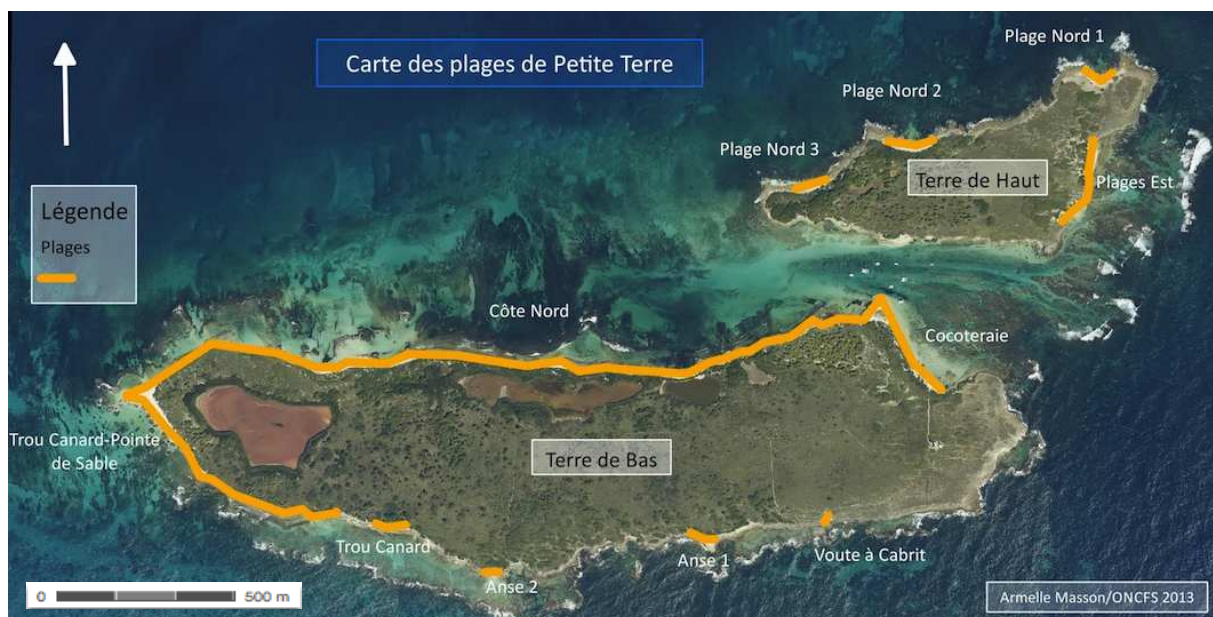 Plage Nord 1
Carte des plages de Petite Terre
Plage Nord 2
Plage Nord 3
Terre de Haut
Plages Est
Légende
Plages
Côte Nord
Cocoteraie
Trou Canard-Pointe
de Sable
Terre de Bas
Trou Canard
Anse 1
Voute à Cabrit
Anse 2
0 500 m
Armelle Masson/ONCFS 2013